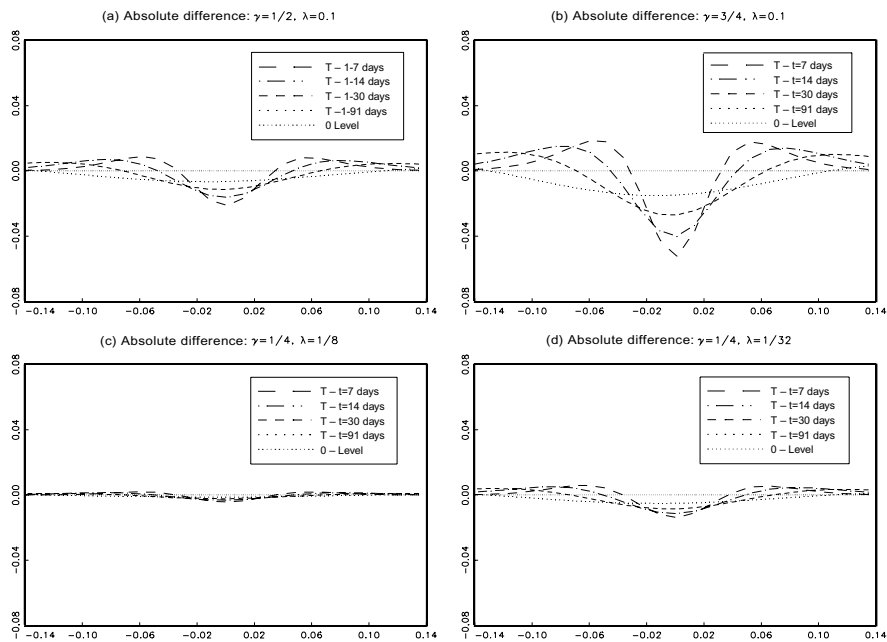 (a) Absolute difference: γ=1/2, λ=0.1
0.08
0.04
0.00
−0.04
−0.08
T – 1-7 days
T – 1-14 days
T – 1-30 days
T –1-91 days
0 Level
−0.14 −0.10 −0.06 −0.02 0.02 0.06 0.10 0.14
(b) Absolute difference: γ=3/4, λ=0.1
0.08
0.04
0.00
−0.04
−0.08
T – t=7 days
T – t=14 days
T – t=30 days
T – t=91 days
0 – Level
−0.14 −0.10 −0.06 −0.02 0.02 0.06 0.10 0.14
(c) Absolute difference: γ=1/4, λ=1/8
0.08
0.04
0.00
−0.04
−0.08
T – t=7 days
T – t=14 days
T – t=30 days
T – t=91 days
0 – Level
−0.14 −0.10 −0.06 −0.02 0.02 0.06 0.10 0.14
(d) Absolute difference: γ=1/4, λ=1/32
0.08
0.04
0.00
−0.04
−0.08
T – t=7 days
T – t=14 days
T – t=30 days
T – t=91 days
0 – Level
−0.14 −0.10 −0.06 −0.02 0.02 0.06 0.10 0.14